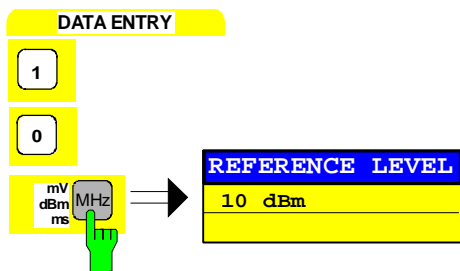 DATA ENTRY
1
0
mV
dBm
ms
MHz
REFERENCE LEVEL
10 dBm